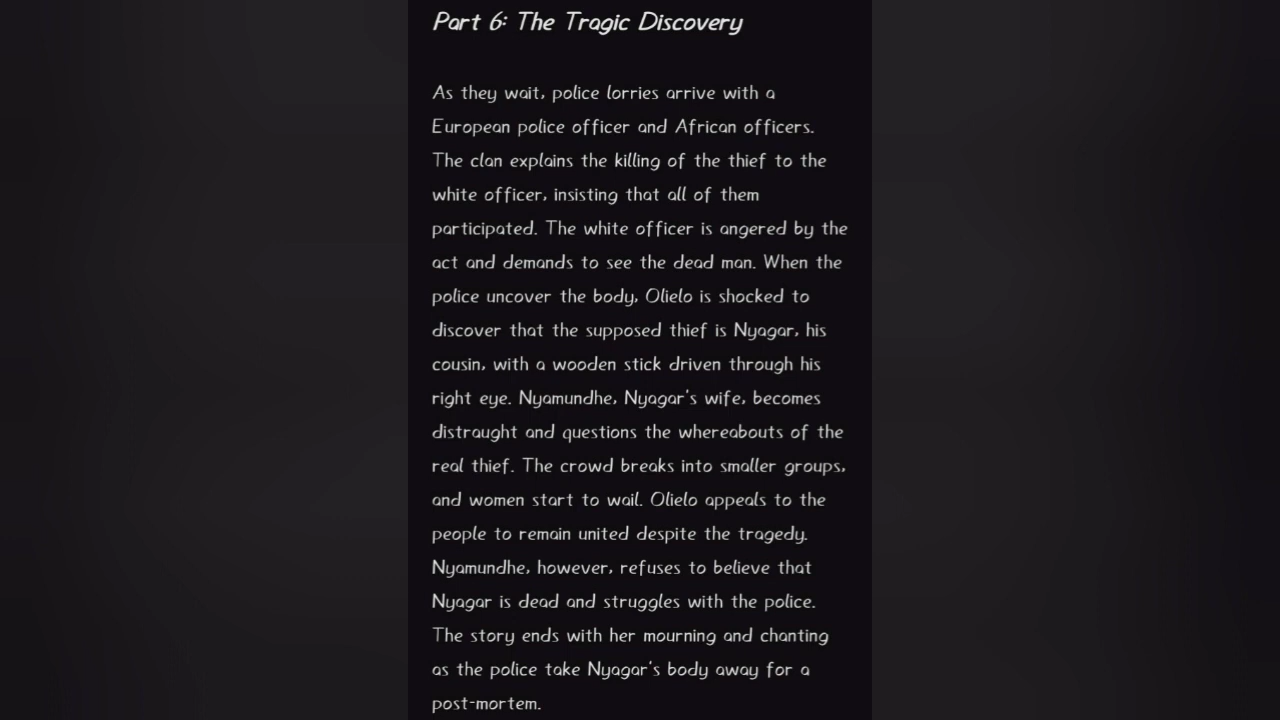 Part 6: The Tragic Discovery
As they wait, police lorries arrive with a
European police officer and African officers.
The clan explains the killing of the thief to the
white officer, insisting that all of them
participated. The white officer is angered by the
act and demands to see the dead man. When the
police uncover the body, Olielo is shocked to
discover that the supposed thief is Nyagar, his
cousin, with a wooden stick driven through his
right eye. Nyamundhe, Nyagar's wife, becomes
distraught and questions the whereabouts of the
real thief. The crowd breaks into smaller groups,
and women start to wail. Olielo appeals to the
people to remain united despite the tragedy.
Nyamundhe, however, refuses to believe that
Nyagar is dead and struggles with the police.
The story ends with her mourning and chanting
as the police take Nyagar's body away for a
post-mortem.